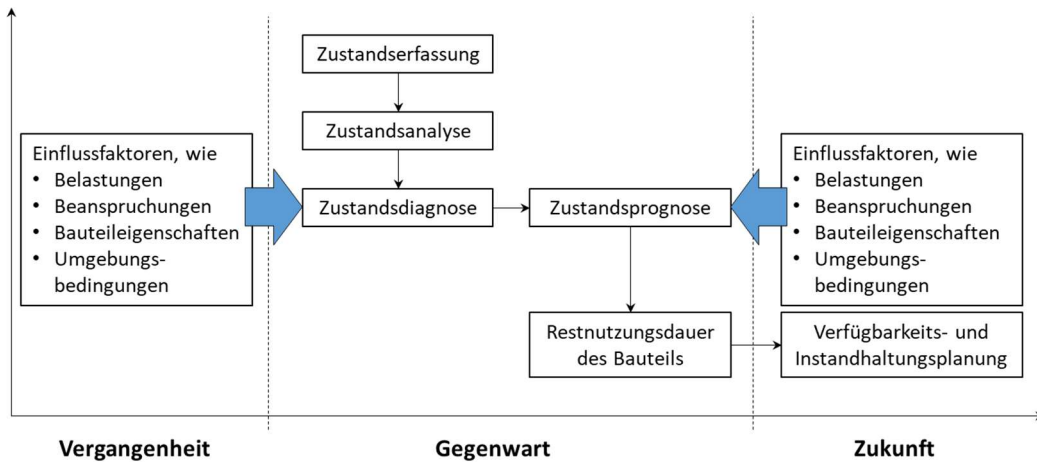 Zustandserfassung
Zustandsanalyse
Einflussfaktoren, wie
• Belastungen
• Beanspruchungen
• Bauteileigenschaften
• Umgebungs-
bedingungen
Zustandsdiagnose
Zustandsprognose
Einflussfaktoren, wie
• Belastungen
• Beanspruchungen
• Bauteileigenschaften
• Umgebungs-
bedingungen
Restnutzungsdauer
des Bauteils
Verfügbarkeits- und
Instandhaltungsplanung
Vergangenheit
Gegenwart
Zukunft